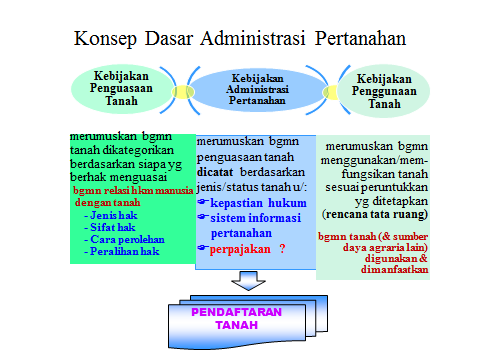 Konsep Dasar Administrasi Pertanahan
Kebijakan
Penguasaan
Tanah
Kebijakan
Administrasi
Pertanahan
Kebijakan
Penggunaan
Tanah
merumuskan bgmn
tanah dikategorikan
berdasarkan siapa yg
berhak menguasai
bgmn relasi hkm manusia
dengan tanah
- Jenis hak
- Sifat hak
- Cara perolehan
- Peralihan hak
merumuskan bgmn
penguasaan tanah
dicatat berdasarkan
jenis/status tanah u/:
☞kepastian hukum
☞sistem informasi
pertanahan
☞perpajakan ?
merumuskan bgmn
menggunakan/mem-
fungsikan tanah
sesuai peruntukkan
yg ditetapkan
(rencana tata ruang)
bgmn tanah (& sumber
daya agraria lain)
digunakan &
dimanfaatkan
PENDAFTARAN
TANAH